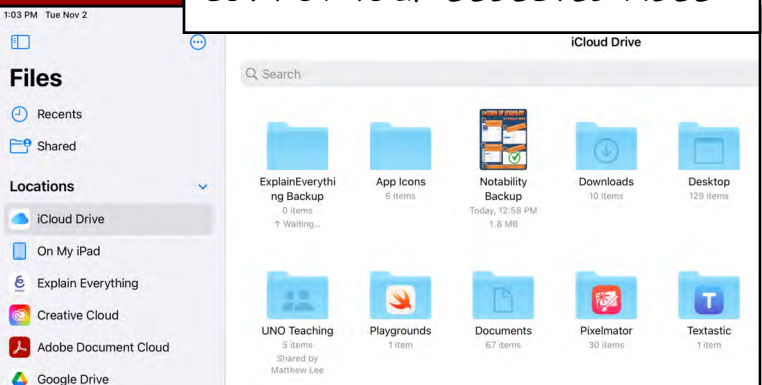 1:03 PM Tue Nov 2
iCloud Drive
Files
Search
Recents
Shared
Locations
iCloud Drive
On My iPad
Explain Everything
Creative Cloud
Adobe Document Cloud
Google Drive
ExplainEverythi
ng Backup
0 items
↑ Waiting...
App Icons
6 items
Notability
Backup
Today, 12:58 PM
1.8 MB
Downloads
10 items
Desktop
129 items
UNO Teaching
5 items
Shared by
Matthew Lee
Playgrounds
1 item
Documents
67 items
Pixelmator
30 items
Textastic
1 item